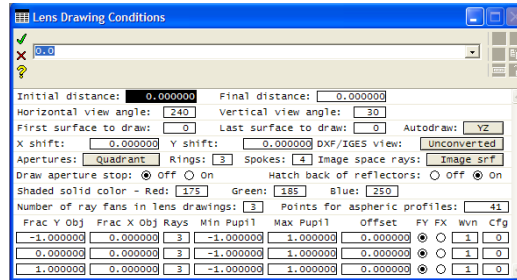 Lens Drawing Conditions
0.0
Initial distance: 0.000000 Final distance: 0.000000
Horizontal view angle: 240 Vertical view angle: 30
First surface to draw: 0 Last surface to draw: 0 Autodraw: YZ
X shift: 0.000000 Y shift: 0.000000 DXF/IGES view: Unconverted
Apertures: Quadrant Rings: 3 Spokes: 4 Image space rays: Image srf
Draw aperture stop: Off On Hatch back of reflectors: Off On
Shaded solid color - Red: 175 Green: 185 Blue: 250
Number of ray fans in lens drawings: 3 Points for aspheric profiles: 41
Frac Y Obj Frac X Obj Rays Min Pupil Max Pupil Offset FY FX Wvn Cfg
-1.000000 0.000000 3 -1.000000 1.000000 0.000000 1 0
0.000000 0.000000 3 -1.000000 1.000000 0.000000 1 0
1.000000 0.000000 3 -1.000000 1.000000 0.000000 1 0